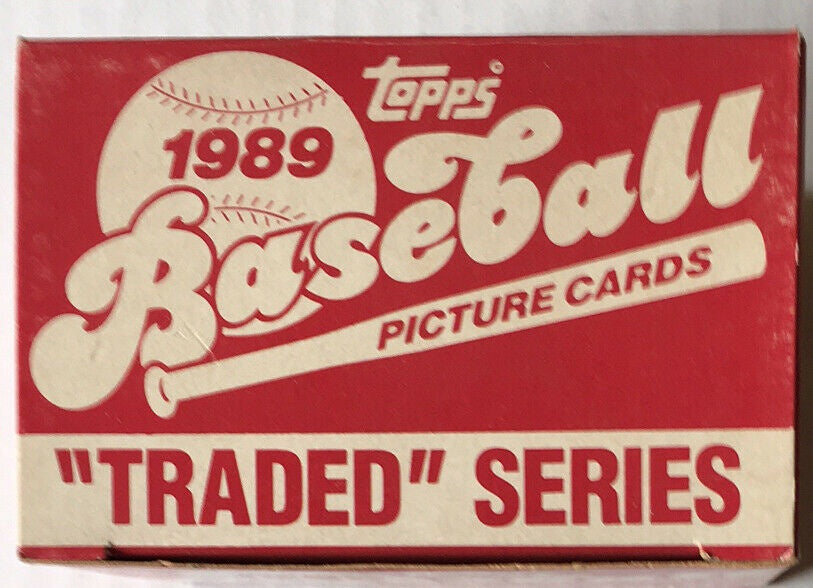 topps©
1989
Baseball
PICTURE CARDS
"TRADED" SERIES